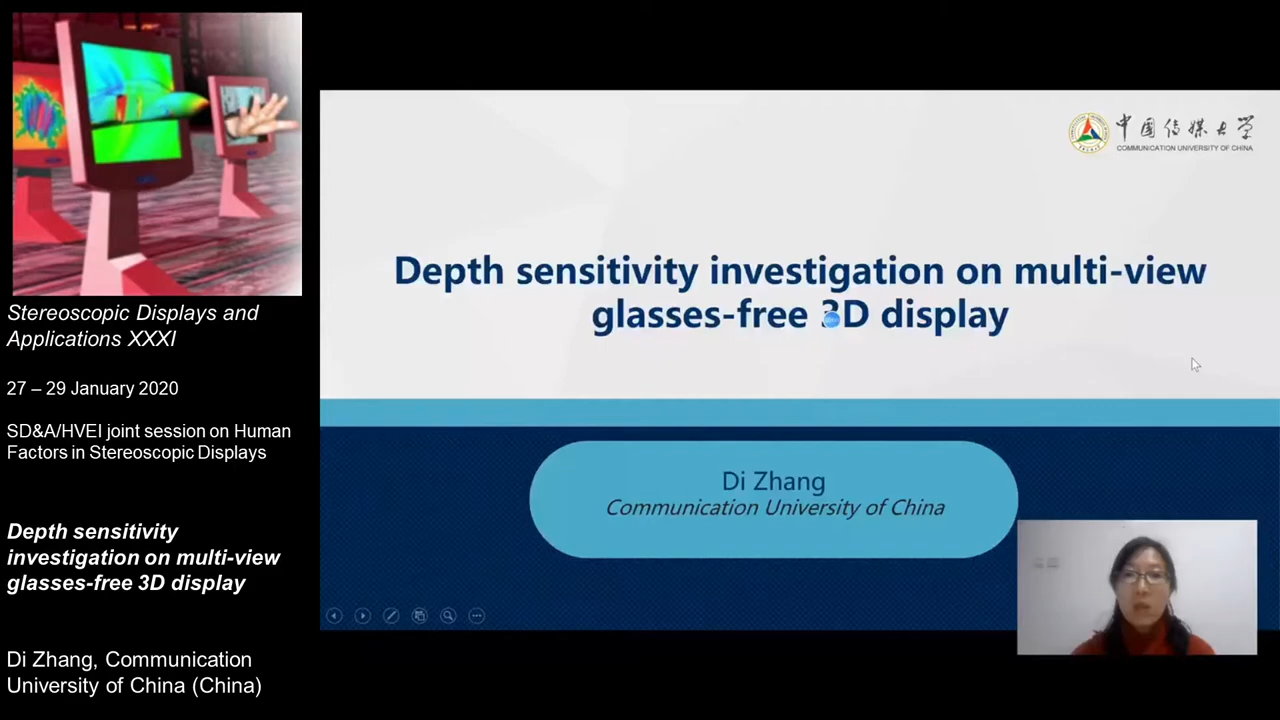 Stereoscopic Displays and
Applications XXXI
27 – 29 January 2020
SD&A/HVEI joint session on Human
Factors in Stereoscopic Displays
Depth sensitivity
investigation on multi-view
glasses-free 3D display
Di Zhang, Communication
University of China (China)
中国传媒大学
COMMUNICATION UNIVERSITY OF CHINA
Depth sensitivity investigation on multi-view
glasses-free 3D display
Di Zhang
Communication University of China